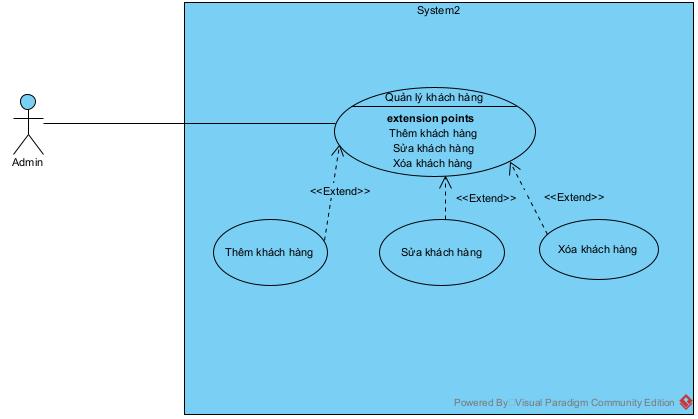 System2
Quản lý khách hàng
extension points
Thêm khách hàng
Sửa khách hàng
Xóa khách hàng
Admin
<<Extend>>
<<Extend>>
<<Extend>>
Thêm khách hàng
Sửa khách hàng
Xóa khách hàng
Powered By Visual Paradigm Community Edition